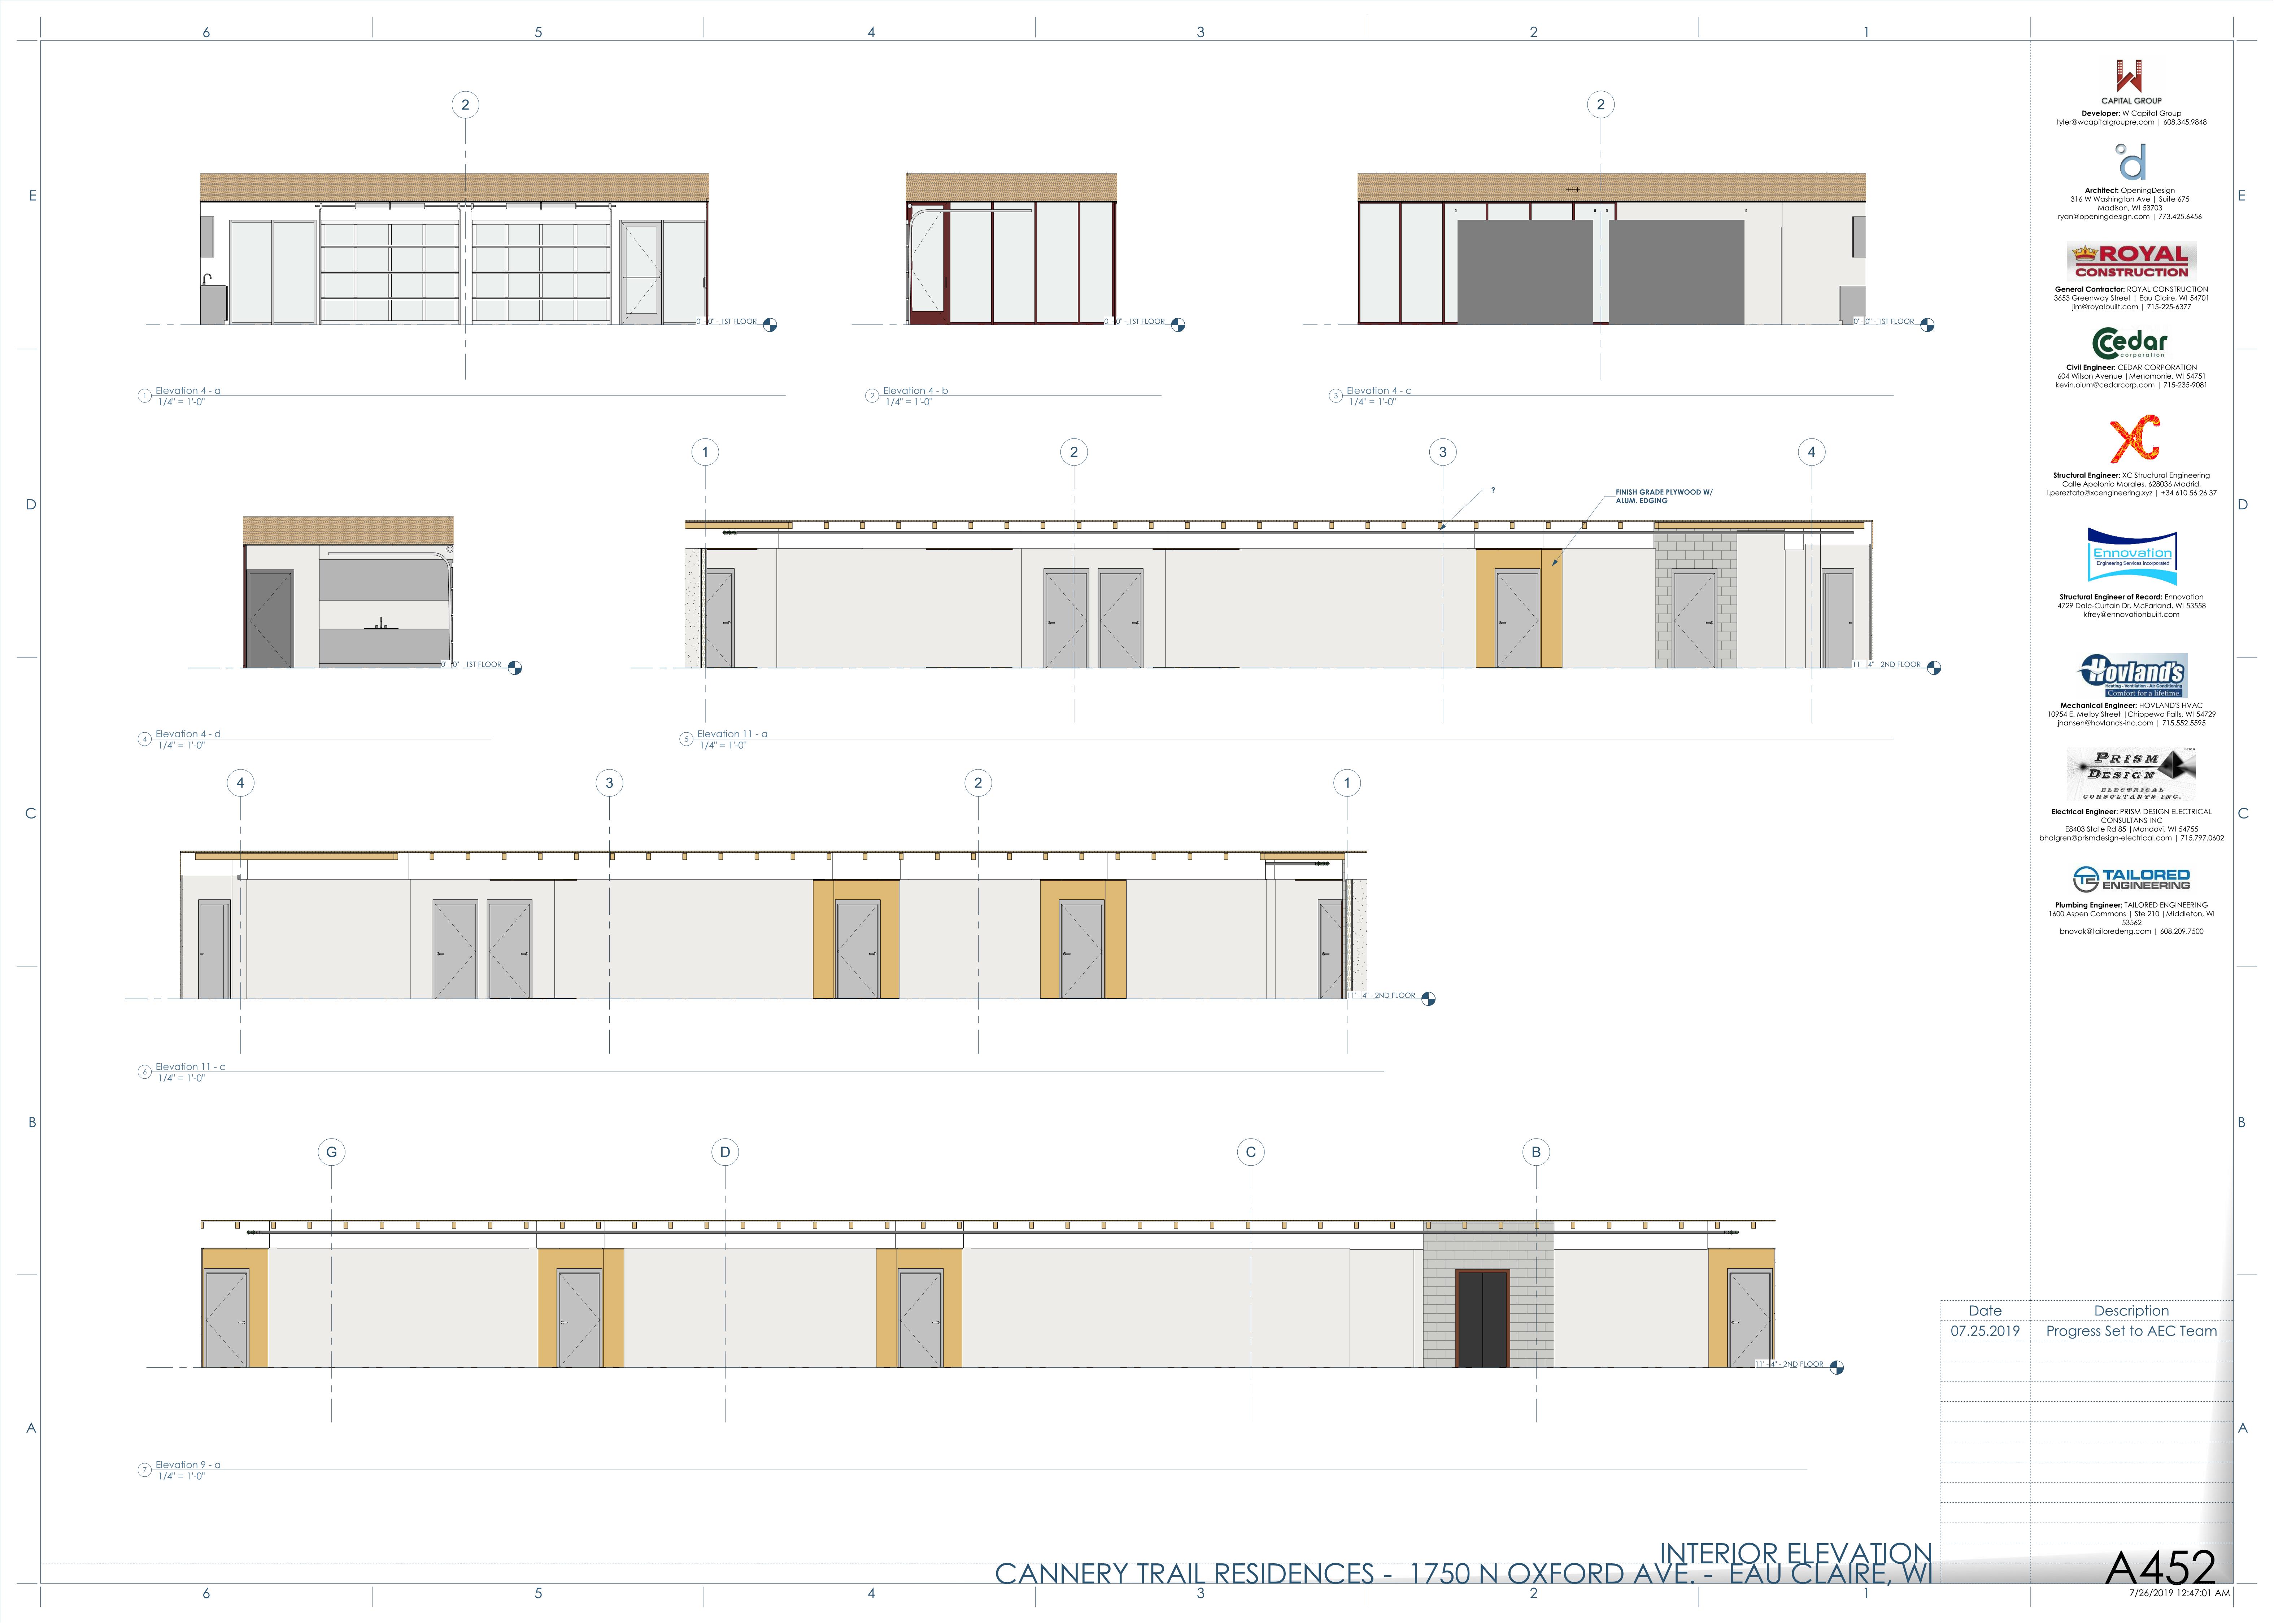 6 5 4 3 2 1
2
2
E
E
0' - 0" - 1ST FLOOR
0' - 0" - 1ST FLOOR
0' - 0" - 1ST FLOOR
1
Elevation 4 - a
1/4" = 1'-0"
2
Elevation 4 - b
1/4" = 1'-0"
3
Elevation 4 - c
1/4" = 1'-0"
1
2
3
4
D
D
?
FINISH GRADE PLYWOOD W/
ALUM. EDGING
0' - 0" - 1ST FLOOR
11' - 4" - 2ND FLOOR
4
Elevation 4 - d
1/4" = 1'-0"
5
Elevation 11 - a
1/4" = 1'-0"
4
3
2
1
C
C
11' - 4" - 2ND FLOOR
6
Elevation 11 - c
1/4" = 1'-0"
B
B
G
D
C
B
11' - 4" - 2ND FLOOR
A
A
7
Elevation 9 - a
1/4" = 1'-0"
CAPITAL GROUP
Developer: W Capital Group
tyler@wcapitalgroupre.com | 608.345.9848
d
Architect: OpeningDesign
316 W Washington Ave | Suite 675
Madison, WI 53703
ryan@openingdesign.com | 773.425.6456
ROYAL
CONSTRUCTION
General Contractor: ROYAL CONSTRUCTION
3653 Greenway Street | Eau Claire, WI 54701
jim@royalbuilt.com | 715-225-6377
Cedar
corporation
Civil Engineer: CEDAR CORPORATION
604 Wilson Avenue |Menomonie, WI 54751
kevin.oium@cedarcorp.com | 715-235-9081
XC
Structural Engineer: XC Structural Engineering
Calle Apolonio Morales, 628036 Madrid,
l.pereztato@xcengineering.xyz | +34 610 56 26 37
Ennovation
Engineering Services Incorporated
Structural Engineer of Record: Ennovation
4729 Dale-Curtain Dr, McFarland, WI 53558
kfrey@ennovationbuilt.com
Hovland's
Heating - Ventilation - Air Conditioning
Comfort for a lifetime.
Mechanical Engineer: HOVLAND'S HVAC
10954 E. Melby Street |Chippewa Falls, WI 54729
jhansen@hovlands-inc.com | 715.552.5595
PRISM
DESIGN
ELECTRICAL
CONSULTANTS INC.
Electrical Engineer: PRISM DESIGN ELECTRICAL
CONSULTANS INC
E8403 State Rd 85 |Mondovi, WI 54755
bhalgren@prismdesign-electrical.com | 715.797.0602
TE TAILORED
ENGINEERING
Plumbing Engineer: TAILORED ENGINEERING
1600 Aspen Commons | Ste 210 |Middleton, WI
53562
bnovak@tailoredeng.com | 608.209.7500
Date Description
07.25.2019 Progress Set to AEC Team
INTERIOR ELEVATION
CANNERY TRAIL RESIDENCES - 1750 N OXFORD AVE. - EAU CLAIRE, WI
A452
7/26/2019 12:47:01 AM
6 5 4 3 2 1